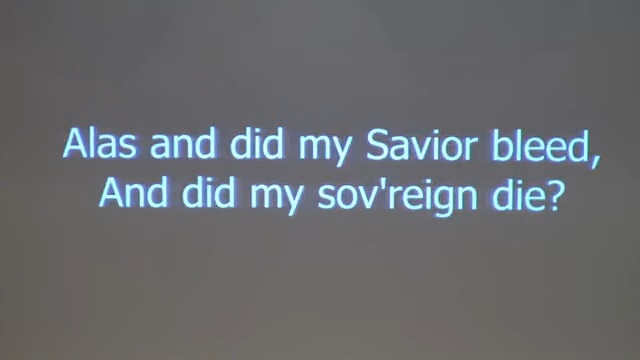 Alas and did my Savior bleed,
And did my sov'reign die?